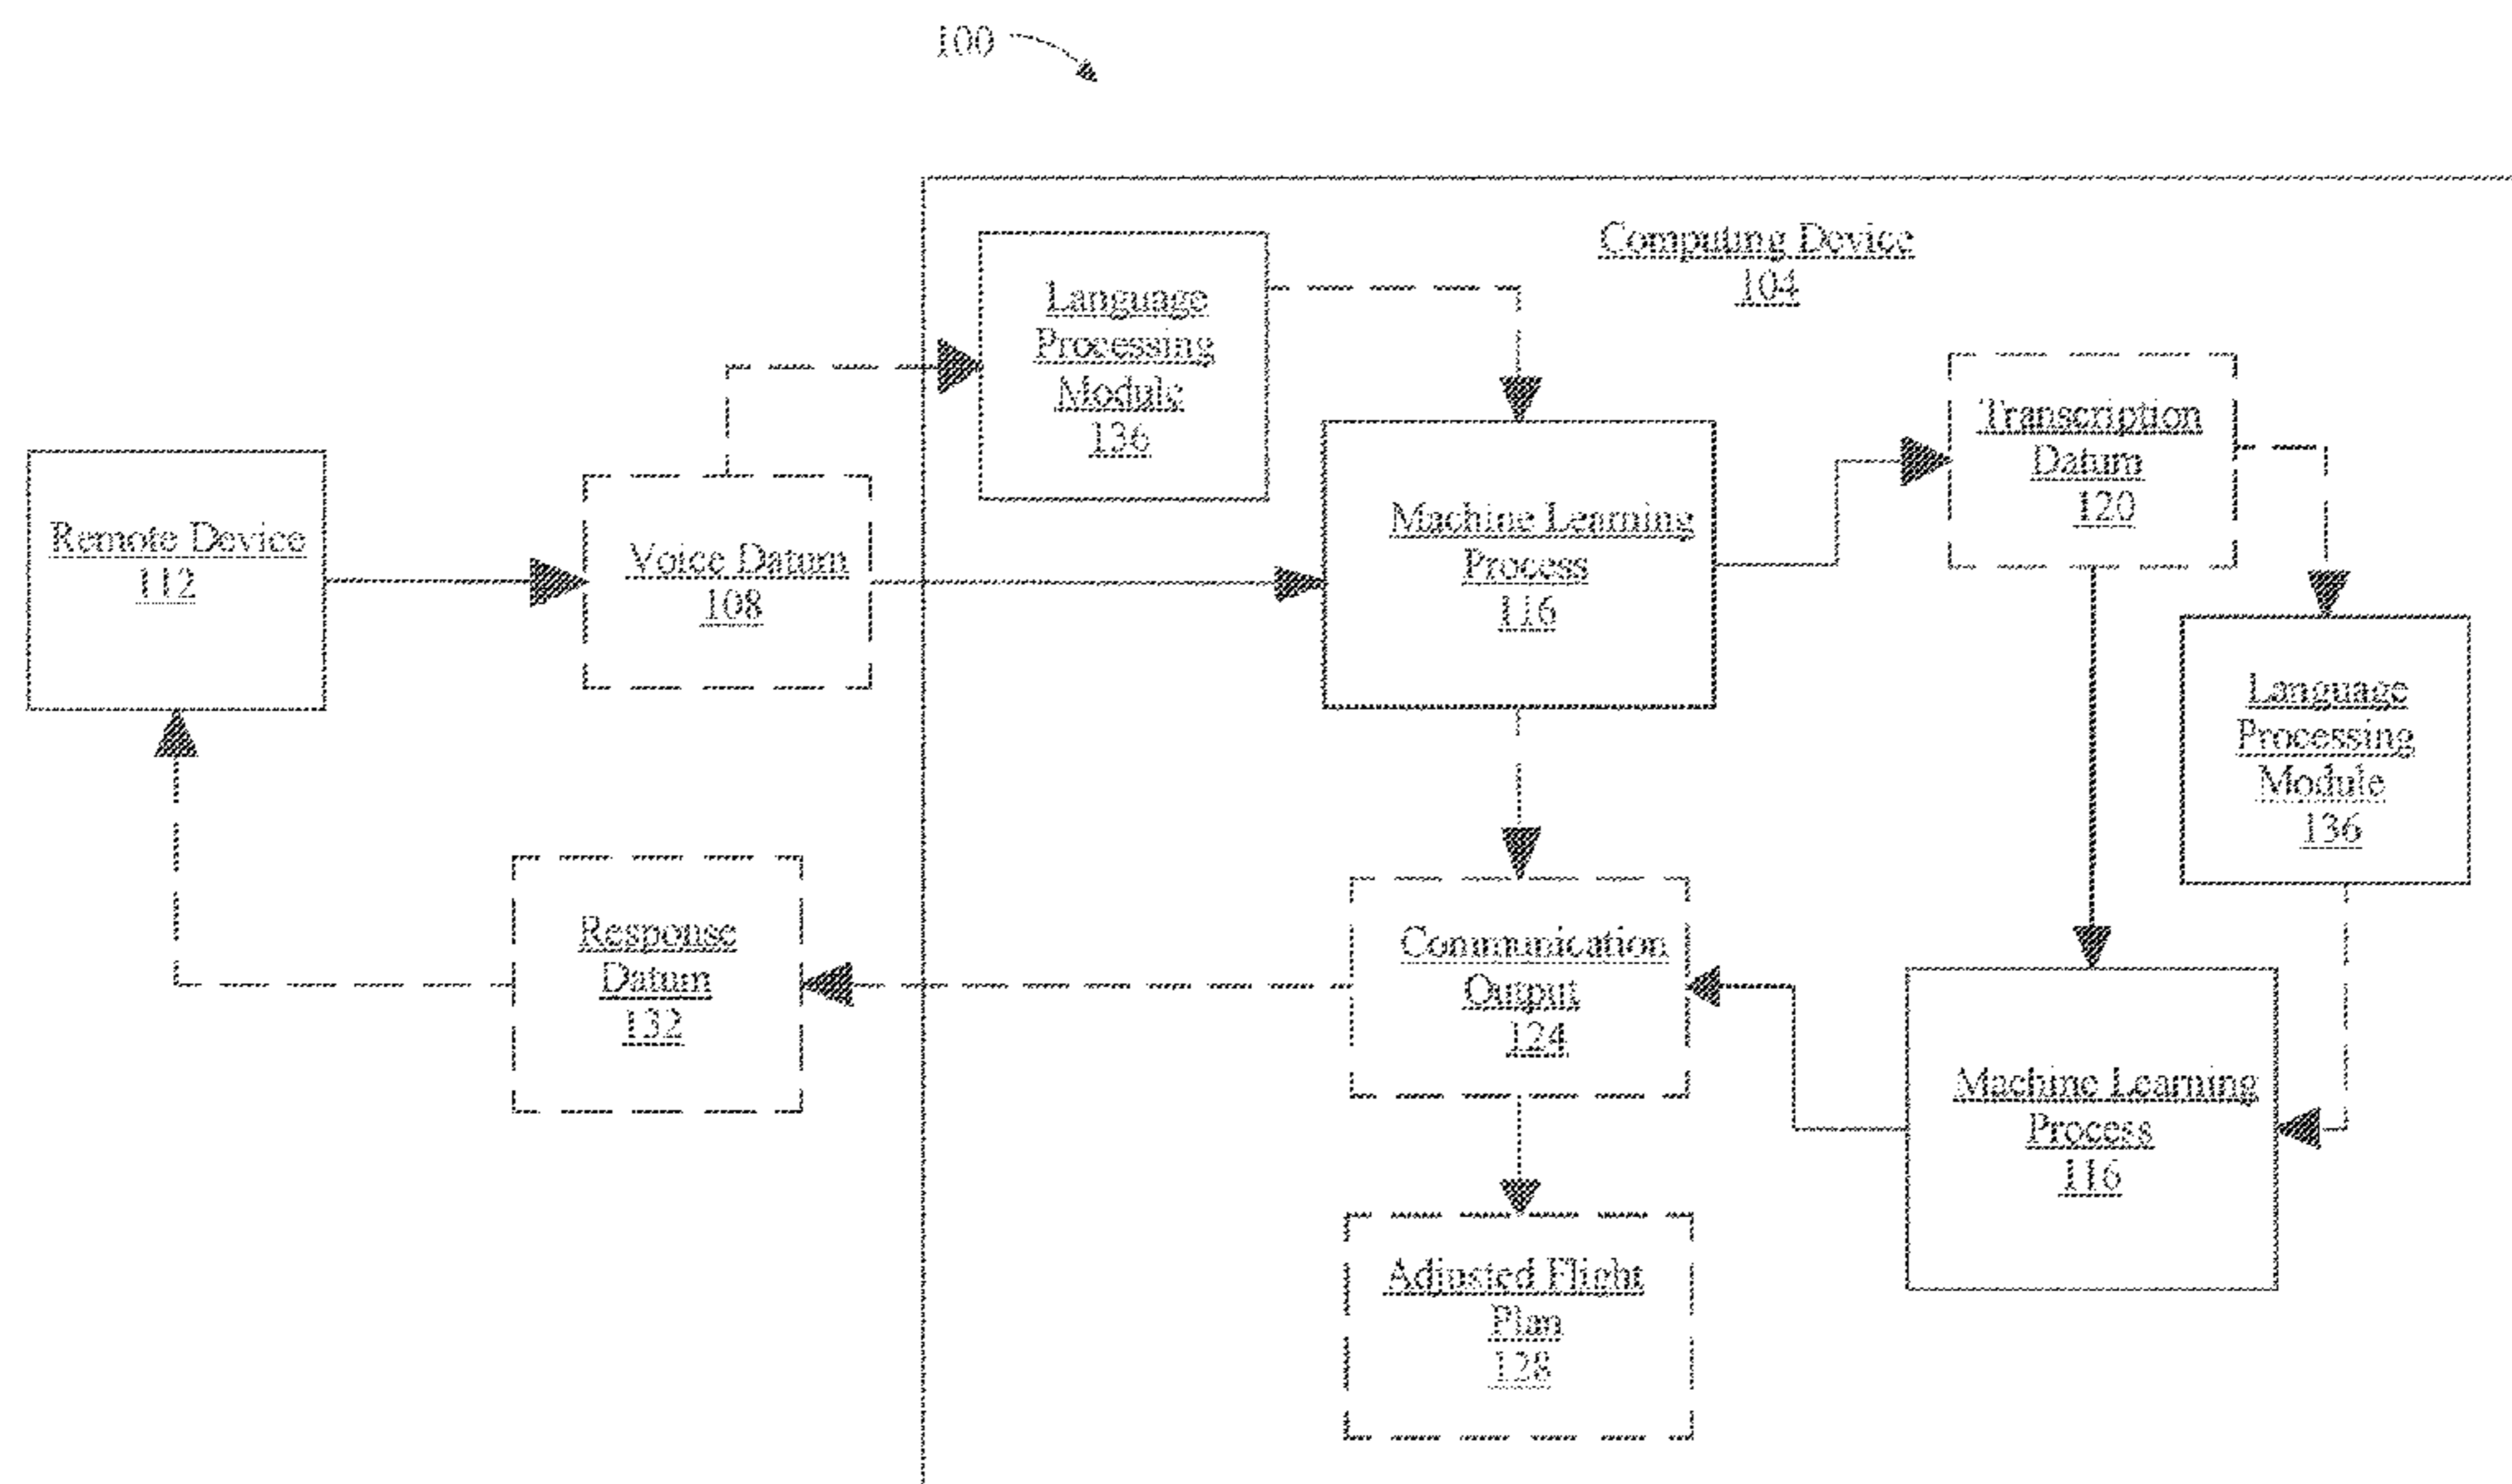 100
Computing Device
104
Language
Processing
Module
136
Transcription
Datum
120
Remote Device
112
Voice Datum
108
Machine Learning
Process
116
Language
Processing
Module
136
Response
Datum
132
Communication
Output
124
Machine Learning
Process
116
Adjusted Flight
Plan
128